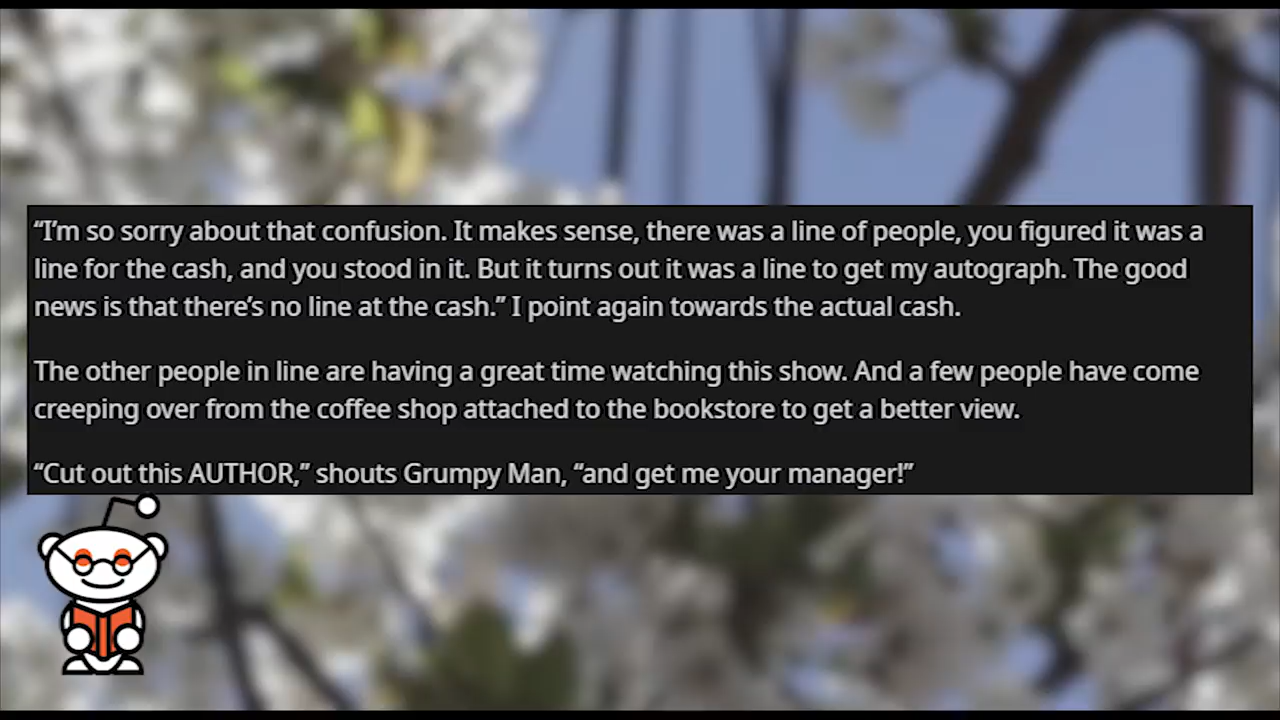 “I’m so sorry about that confusion. It makes sense, there was a line of people, you figured it was a
line for the cash, and you stood in it. But it turns out it was a line to get my autograph. The good
news is that there’s no line at the cash.” I point again towards the actual cash.
The other people in line are having a great time watching this show. And a few people have come
creeping over from the coffee shop attached to the bookstore to get a better view.
“Cut out this AUTHOR,” shouts Grumpy Man, “and get me your manager!”